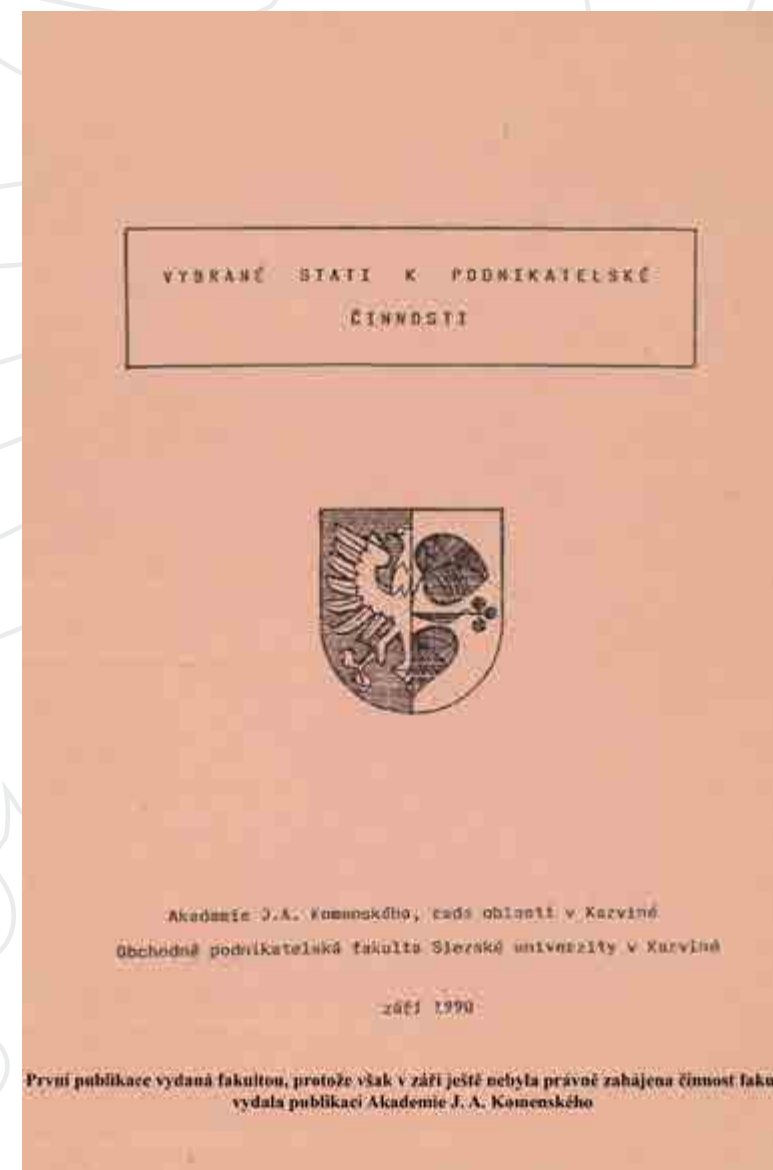 VYBRANÉ STATI K PODNIKATELSKÉ
ČINNOSTI
Akademie J.A. Komenského, rada oblasti v Karviné
Obchodně podnikatelská fakulta Slezské univerzity v Karviné
září 1990
První publikace vydaná fakultou, protože však v září ještě nebyla právně zahájena činnost faku
vydala publikaci Akademie J. A. Komenského